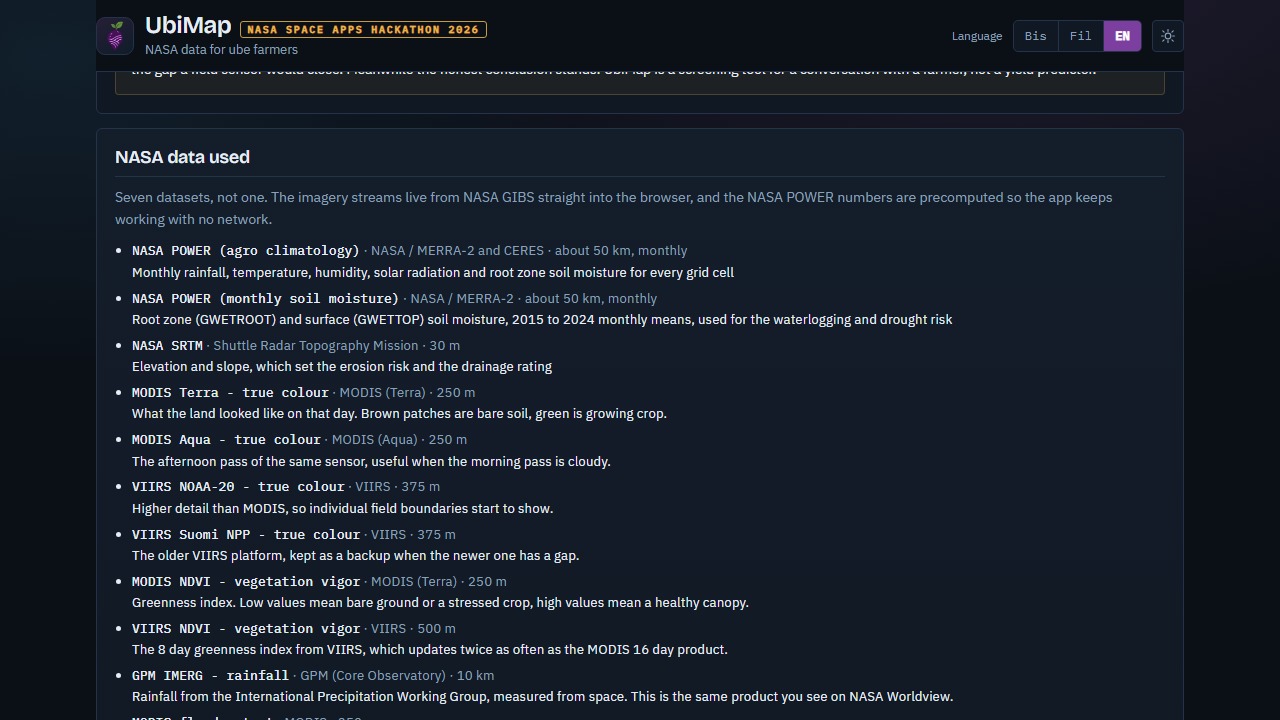 UbiMap NASA SPACE APPS HACKATHON 2026
NASA data for ube farmers
Language Bis Fil EN
NASA data used
Seven datasets, not one. The imagery streams live from NASA GIBS straight into the browser, and the NASA POWER numbers are precomputed so the app keeps
working with no network.
• NASA POWER (agro climatology) · NASA / MERRA-2 and CERES · about 50 km, monthly
Monthly rainfall, temperature, humidity, solar radiation and root zone soil moisture for every grid cell
• NASA POWER (monthly soil moisture) · NASA / MERRA-2 · about 50 km, monthly
Root zone (GWETROOT) and surface (GWETTOP) soil moisture, 2015 to 2024 monthly means, used for the waterlogging and drought risk
• NASA SRTM · Shuttle Radar Topography Mission · 30 m
Elevation and slope, which set the erosion risk and the drainage rating
• MODIS Terra - true colour · MODIS (Terra) · 250 m
What the land looked like on that day. Brown patches are bare soil, green is growing crop.
• MODIS Aqua - true colour · MODIS (Aqua) · 250 m
The afternoon pass of the same sensor, useful when the morning pass is cloudy.
• VIIRS NOAA-20 - true colour · VIIRS · 375 m
Higher detail than MODIS, so individual field boundaries start to show.
• VIIRS Suomi NPP - true colour · VIIRS · 375 m
The older VIIRS platform, kept as a backup when the newer one has a gap.
• MODIS NDVI - vegetation vigor · MODIS (Terra) · 250 m
Greenness index. Low values mean bare ground or a stressed crop, high values mean a healthy canopy.
• VIIRS NDVI - vegetation vigor · VIIRS · 500 m
The 8 day greenness index from VIIRS, which updates twice as often as the MODIS 16 day product.
• GPM IMERG - rainfall · GPM (Core Observatory) · 10 km
Rainfall from the International Precipitation Working Group, measured from space. This is the same product you see on NASA Worldview.